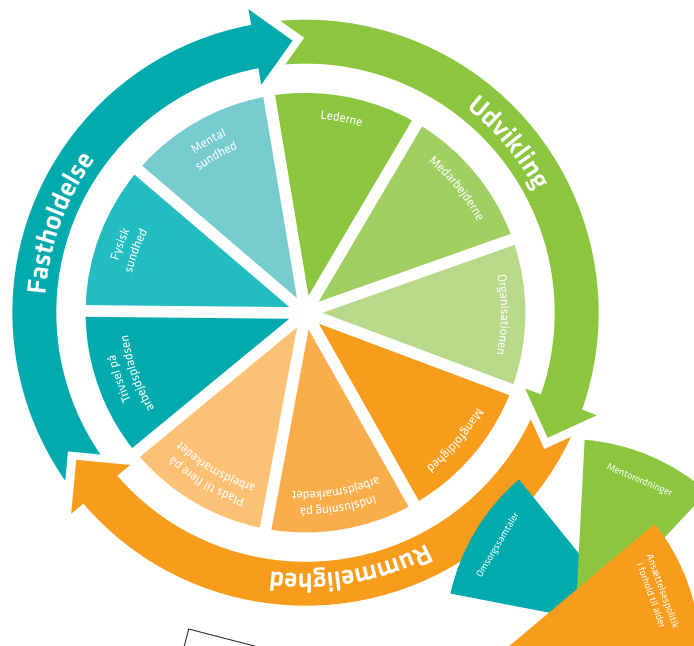 Udvikling
Lederne
Medarbejderne
Organisationen
Rummelighed
Mangfoldighed
Indslusning på
arbejdsmarkedet
Plads til flere på
arbejdsmarkedet
Fastholdelse
Trivsel på
arbejdspladsen
Fysisk
sundhed
Mental
sundhed
Mentorordninger
Omsorgssamtaler
Ansættelsespolitik
i forhold til alder